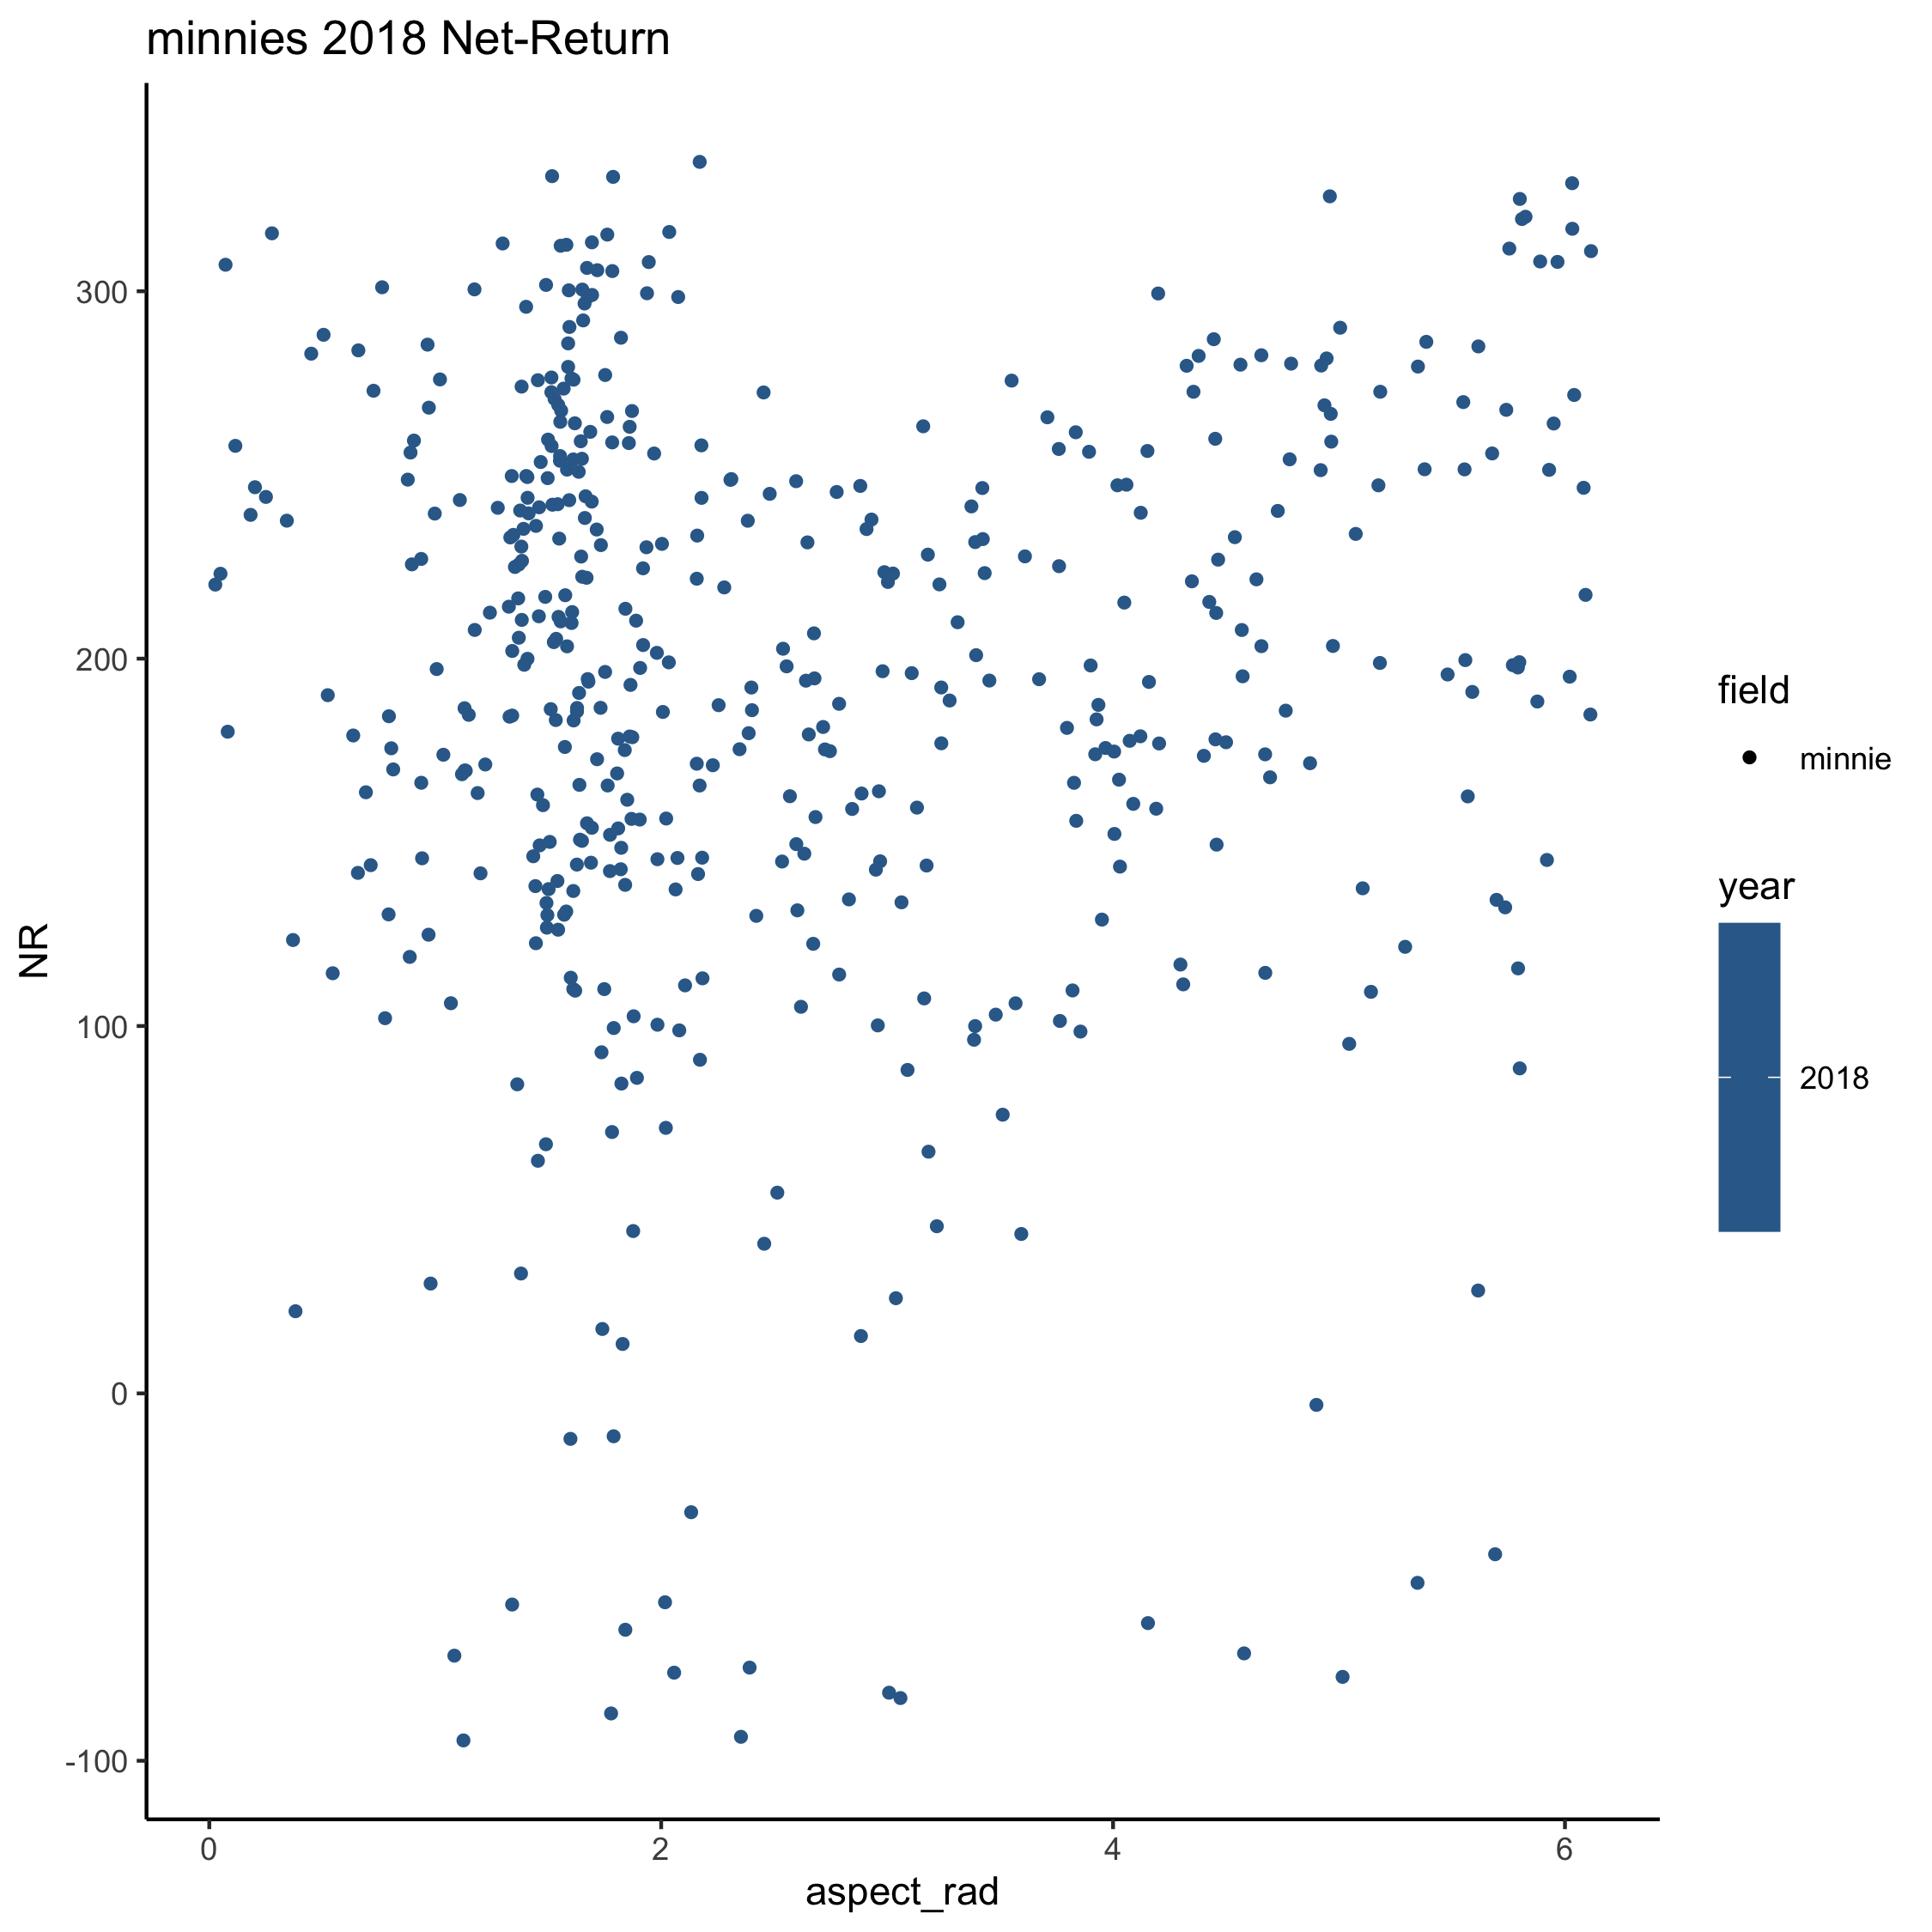 minnies 2018 Net-Return
NR
300
200
100
0
-100
0 2 4 6
aspect_rad
field
minnie
year
2018